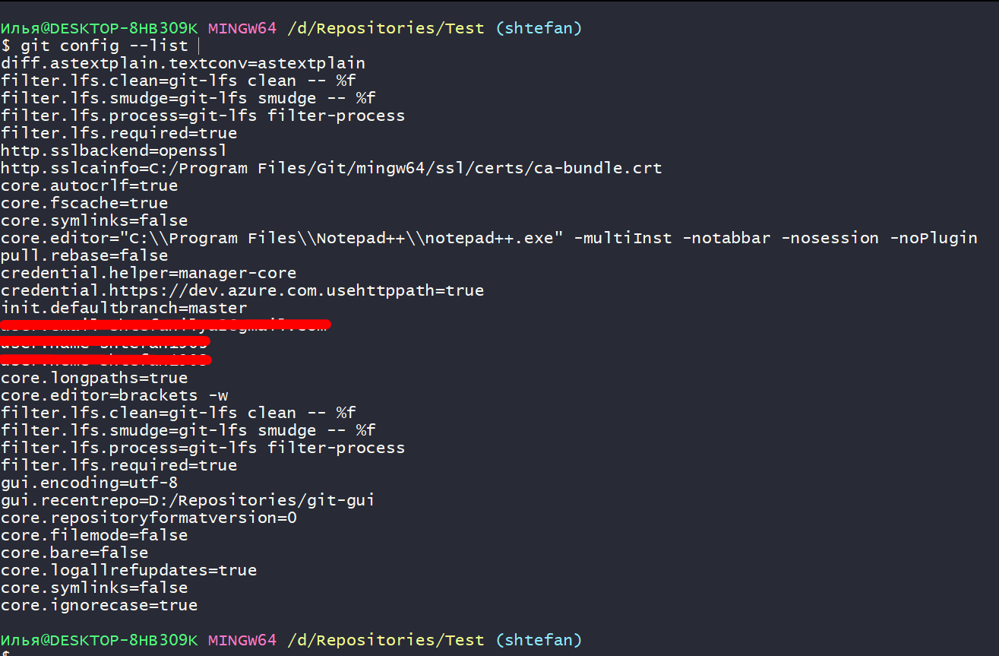 Илья@DESKTOP-8HB309K MINGW64 /d/Repositories/Test (shtefan)
$ git config --list
diff.astextplain.textconv=astextplain
filter.lfs.clean=git-lfs clean -- %f
filter.lfs.smudge=git-lfs smudge -- %f
filter.lfs.process=git-lfs filter-process
filter.lfs.required=true
http.sslbackend=openssl
http.sslcainfo=C:/Program Files/Git/mingw64/ssl/certs/ca-bundle.crt
core.autocrlf=true
core.fscache=true
core.symlinks=false
core.editor="C:\\Program Files\\Notepad++\\notepad++.exe" -multiInst -notabbar -nosession -noPlugin
pull.rebase=false
credential.helper=manager-core
credential.https://dev.azure.com.usehttppath=true
init.defaultbranch=master
core.longpaths=true
core.editor=brackets -w
filter.lfs.clean=git-lfs clean -- %f
filter.lfs.smudge=git-lfs smudge -- %f
filter.lfs.process=git-lfs filter-process
filter.lfs.required=true
gui.encoding=utf-8
gui.recentrepo=D:/Repositories/git-gui
core.repositoryformatversion=0
core.filemode=false
core.bare=false
core.logallrefupdates=true
core.symlinks=false
core.ignorecase=true
Илья@DESKTOP-8HB309K MINGW64 /d/Repositories/Test (shtefan)
$